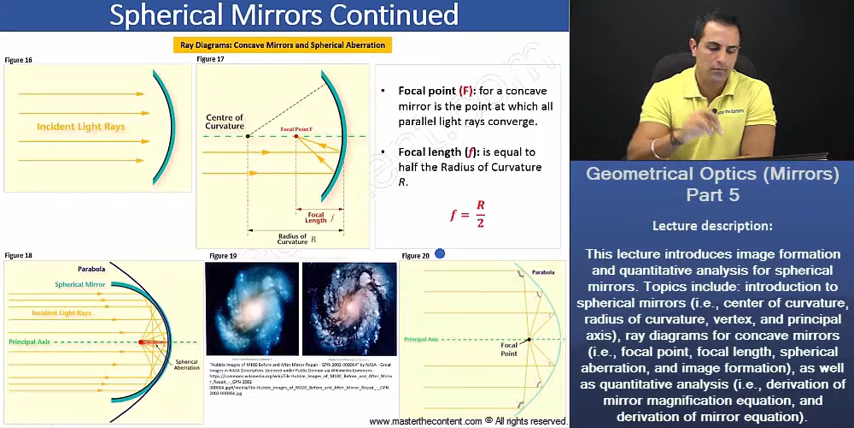 Spherical Mirrors Continued
Ray Diagrams: Concave Mirrors and Spherical Aberration
Figure 16
Incident Light Rays
Figure 17
Centre of
Curvature
Focal Point F
Focal
Length f
Radius of
Curvature R
• Focal point (F): for a concave
mirror is the point at which all
parallel light rays converge.
• Focal length (f): is equal to
half the Radius of Curvature
R.
f = R/2
Figure 18
Parabola
Spherical Mirror
Incident Light Rays
Principal Axis
Spherical
Aberration
Figure 19
Figure 20
Parabola
Principal Axis
Focal
Point
www.masterthecontent.com ® All rights reserved.
Geometrical Optics (Mirrors)
Part 5
Lecture description:
This lecture introduces image formation
and quantitative analysis for spherical
mirrors. Topics include: introduction to
spherical mirrors (i.e., center of curvature,
radius of curvature, vertex, and principal
axis), ray diagrams for concave mirrors
(i.e., focal point, focal length, spherical
aberration, and image formation), as well
as quantitative analysis (i.e., derivation of
mirror magnification equation, and
derivation of mirror equation).